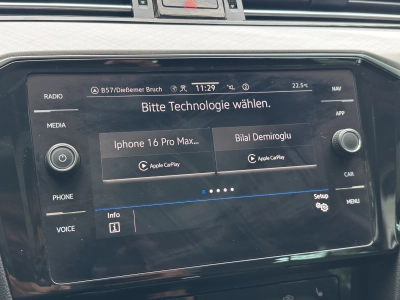 RADIO
B57/Dießemer Bruch
11:29
22.5°C
NAV
Bitte Technologie wählen.
MEDIA
APP
Iphone 16 Pro Max...
Bilal Demiroglu
Apple CarPlay
Apple CarPlay
PHONE
CAR
Info
Setup
VOICE
MENU